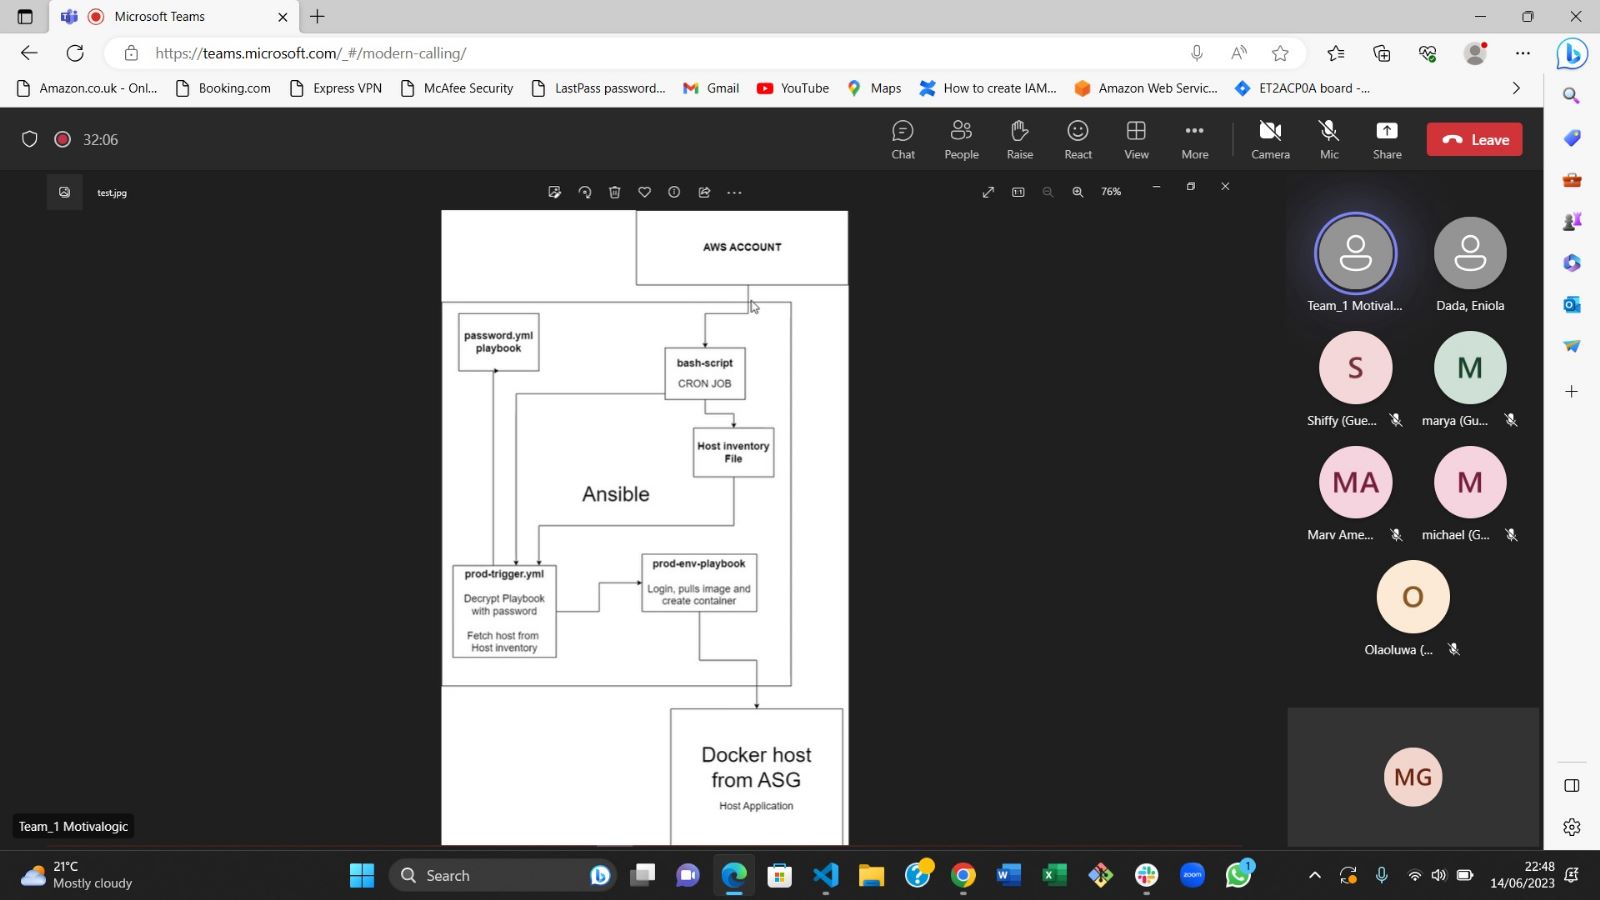 Microsoft Teams
https://teams.microsoft.com/_#/modern-calling/
Amazon.co.uk - Onl...
Booking.com
Express VPN
McAfee Security
LastPass password...
Gmail
YouTube
Maps
How to create IAM...
Amazon Web Servic...
ET2ACP0A board -...
32:06
Chat
People
Raise
React
View
More
Camera
Mic
Share
Leave
test.jpg
76%
AWS ACCOUNT
password.yml
playbook
bash-script
CRON JOB
Host inventory
File
Ansible
prod-trigger.yml
Decrypt Playbook
with password
Fetch host from
Host inventory
prod-env-playbook
Login, pulls image and
create container
Docker host
from ASG
Host Application
Team_1 Motival...
Dada, Eniola
S
Shiffy (Gue...
M
marya (Gu...
MA
Marv Ame...
M
michael (G...
O
Olaoluwa (...
MG
Team_1 Motivalogic
21°C
Mostly cloudy
Search
zoom
1
22:48
14/06/2023